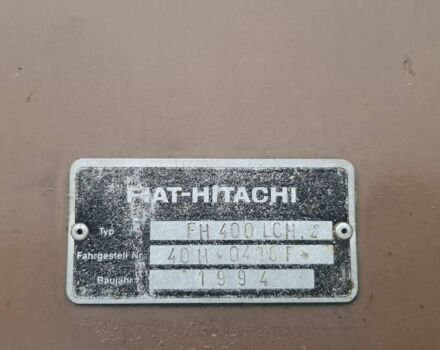 FIAT-HITACHI
Typ FH 400 LCH.2
Fahrgestell Nr.
Baujahr 1994